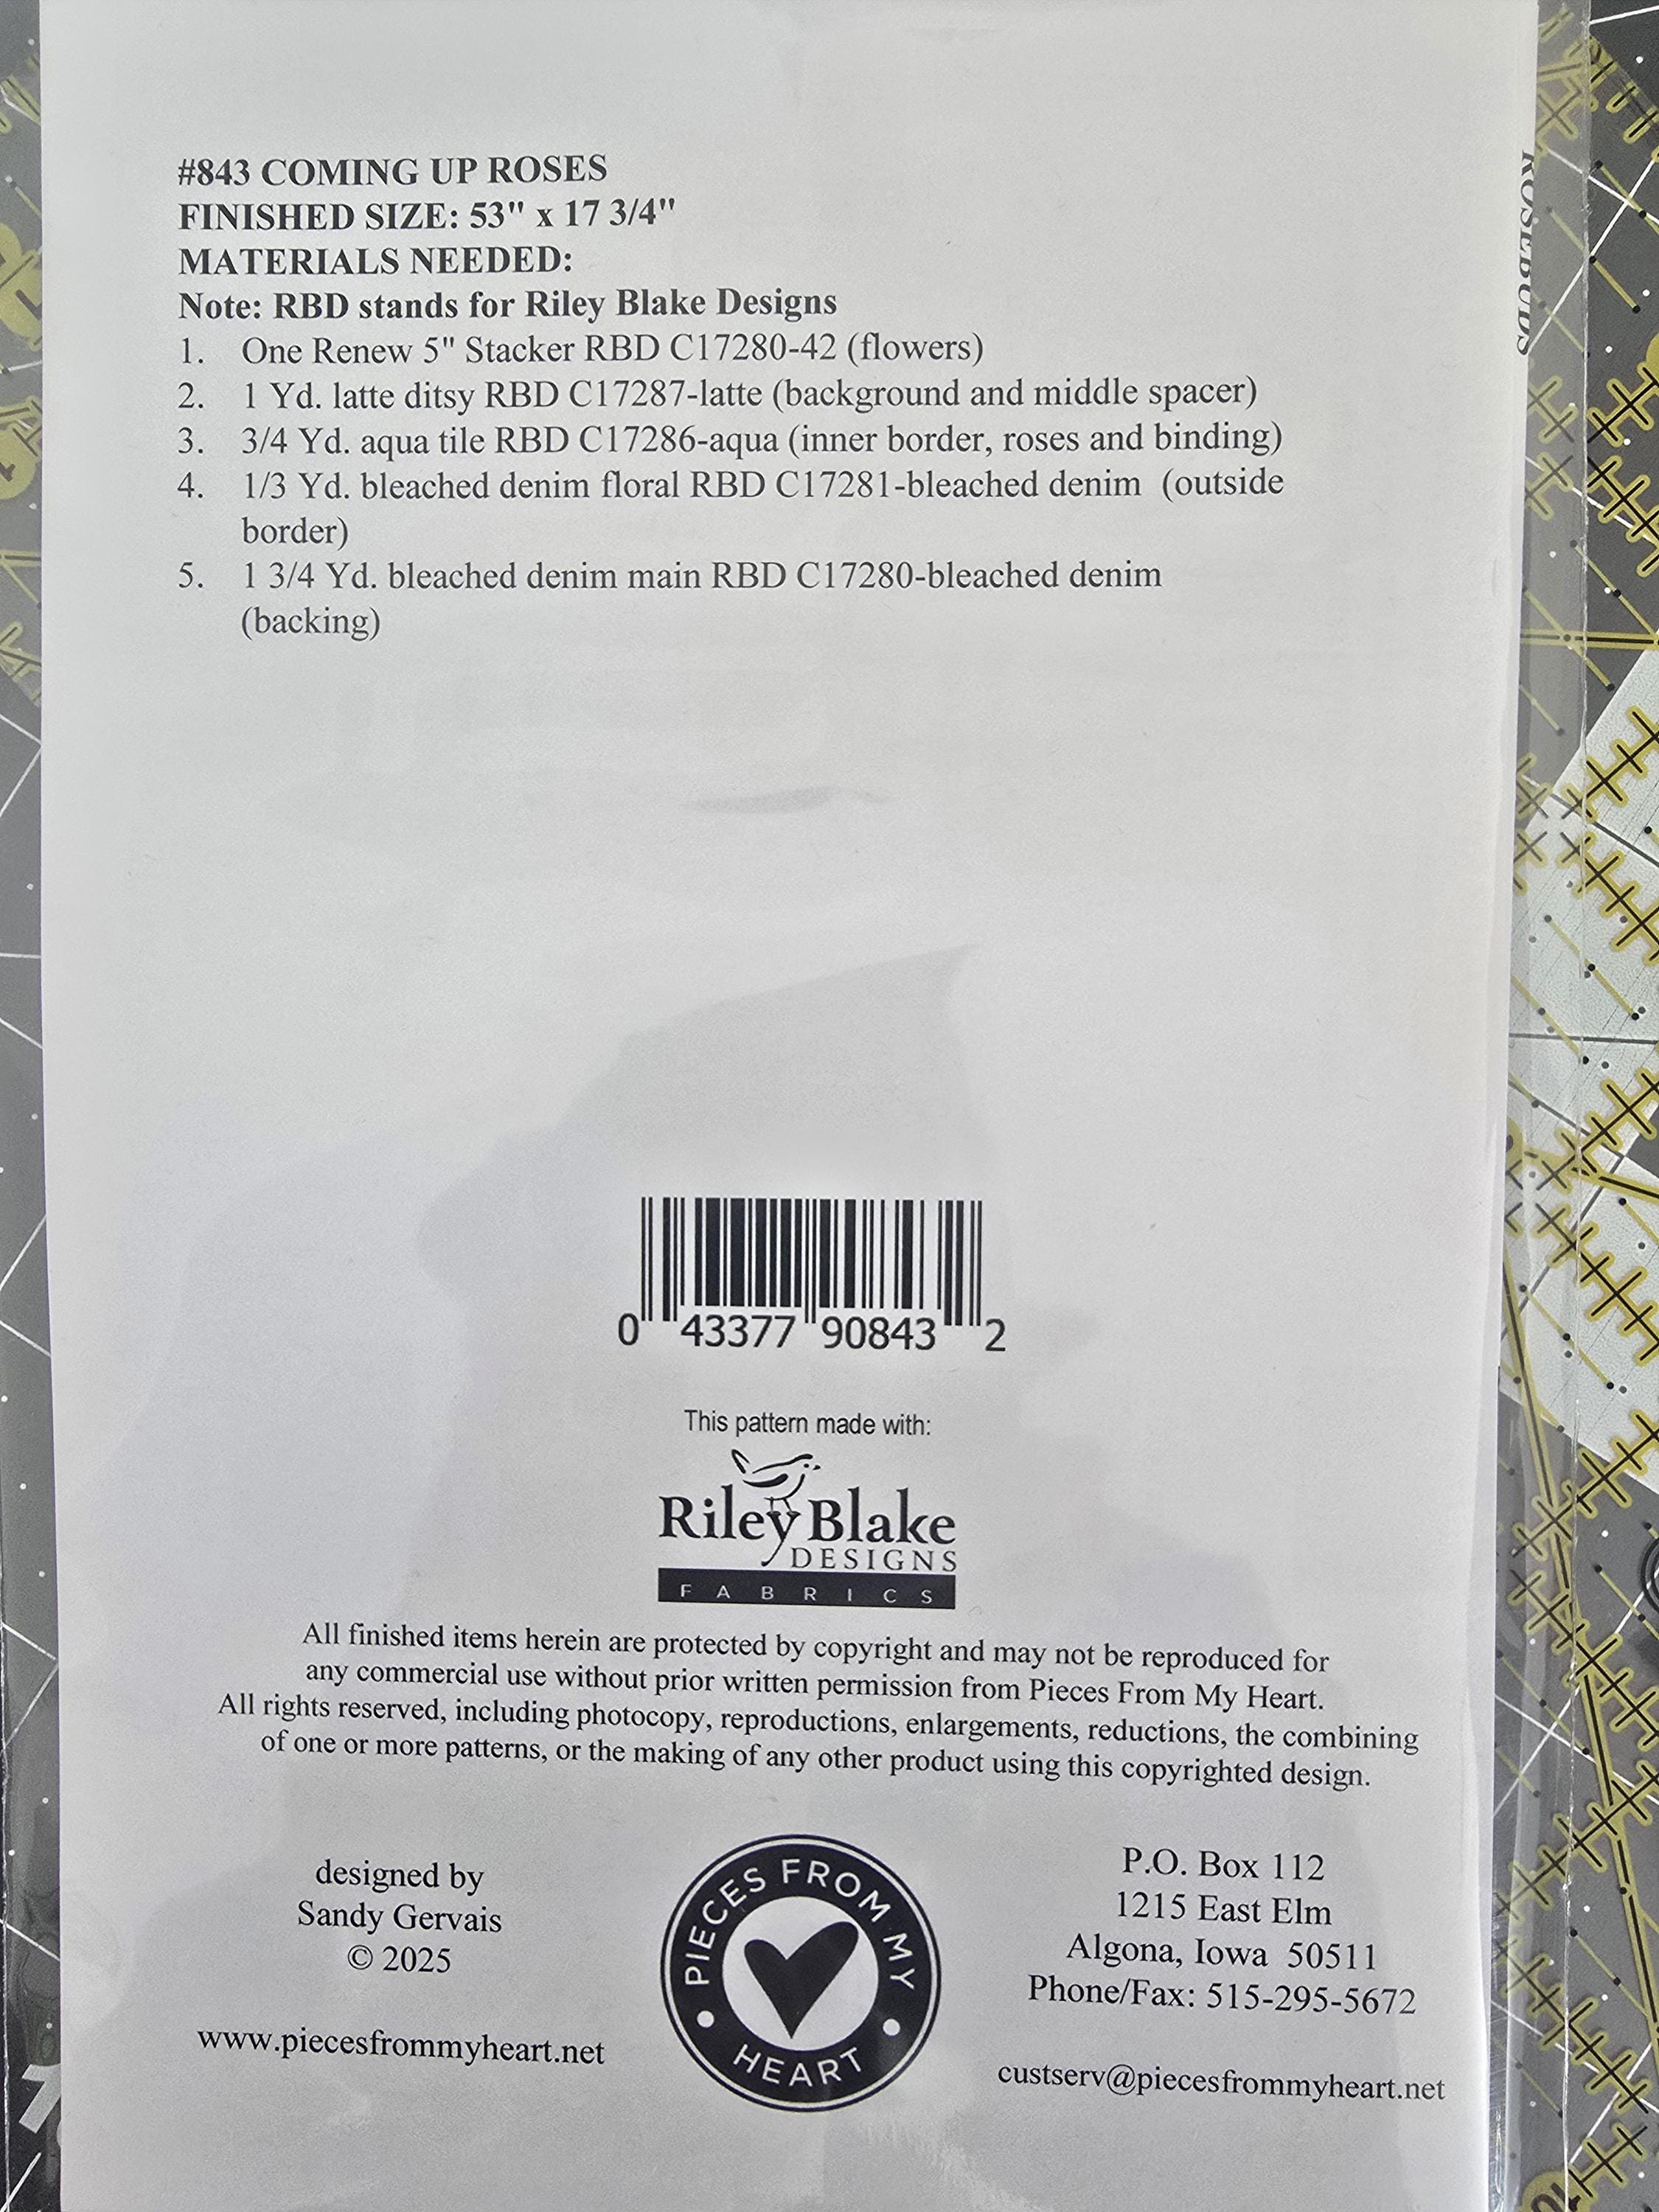 #843 COMING UP ROSES
FINISHED SIZE: 53" x 17 3/4"
MATERIALS NEEDED:
Note: RBD stands for Riley Blake Designs
1. One Renew 5" Stacker RBD C17280-42 (flowers)
2. 1 Yd. latte ditsy RBD C17287-latte (background and middle spacer)
3. 3/4 Yd. aqua tile RBD C17286-aqua (inner border, roses and binding)
4. 1/3 Yd. bleached denim floral RBD C17281-bleached denim (outside
border)
5. 1 3/4 Yd. bleached denim main RBD C17280-bleached denim
(backing)
ROSEBUDS
0 43377 90843 2
This pattern made with:
Riley Blake
DESIGNS
FABRICS
All finished items herein are protected by copyright and may not be reproduced for
any commercial use without prior written permission from Pieces From My Heart.
All rights reserved, including photocopy, reproductions, enlargements, reductions, the combining
of one or more patterns, or the making of any other product using this copyrighted design.
designed by
Sandy Gervais
© 2025
www.piecesfrommyheart.net
PIECES FROM MY
HEART
P.O. Box 112
1215 East Elm
Algona, Iowa 50511
Phone/Fax: 515-295-5672
custserv@piecesfrommyheart.net